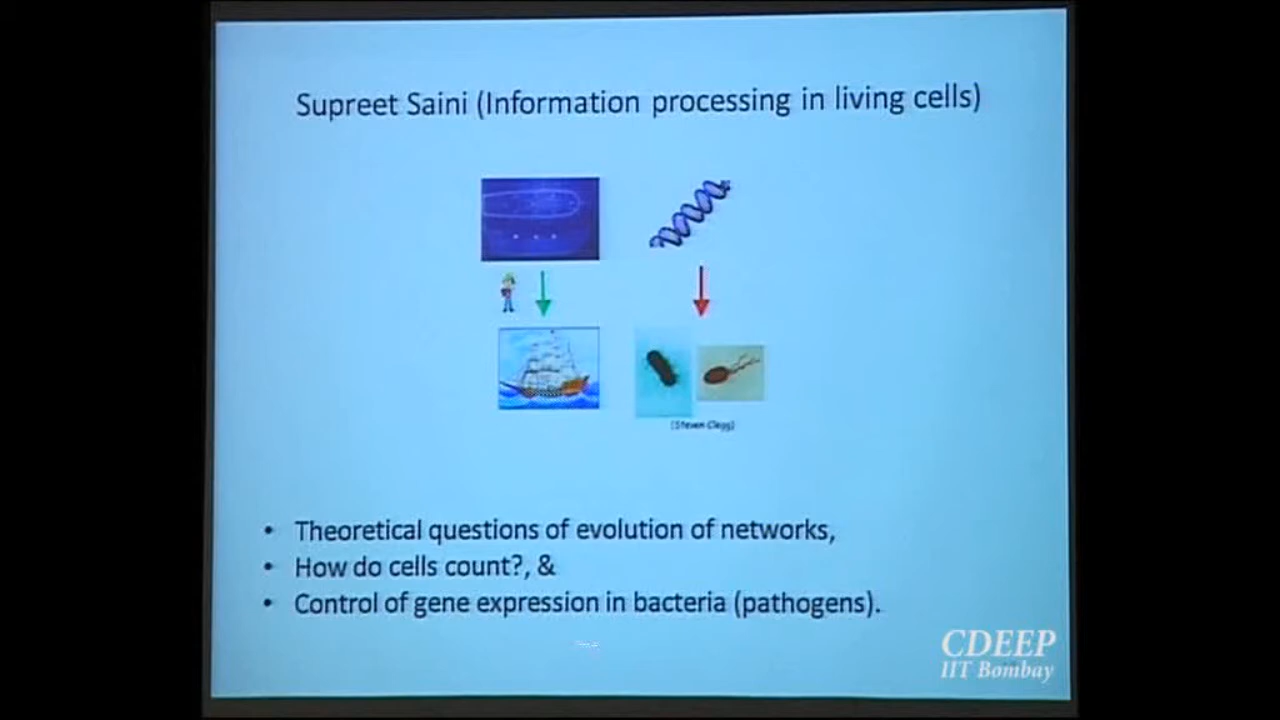 Supreet Saini (Information processing in living cells)
(Steven Clegg)
• Theoretical questions of evolution of networks,
• How do cells count?, &
• Control of gene expression in bacteria (pathogens).
CDEEP
IIT Bombay